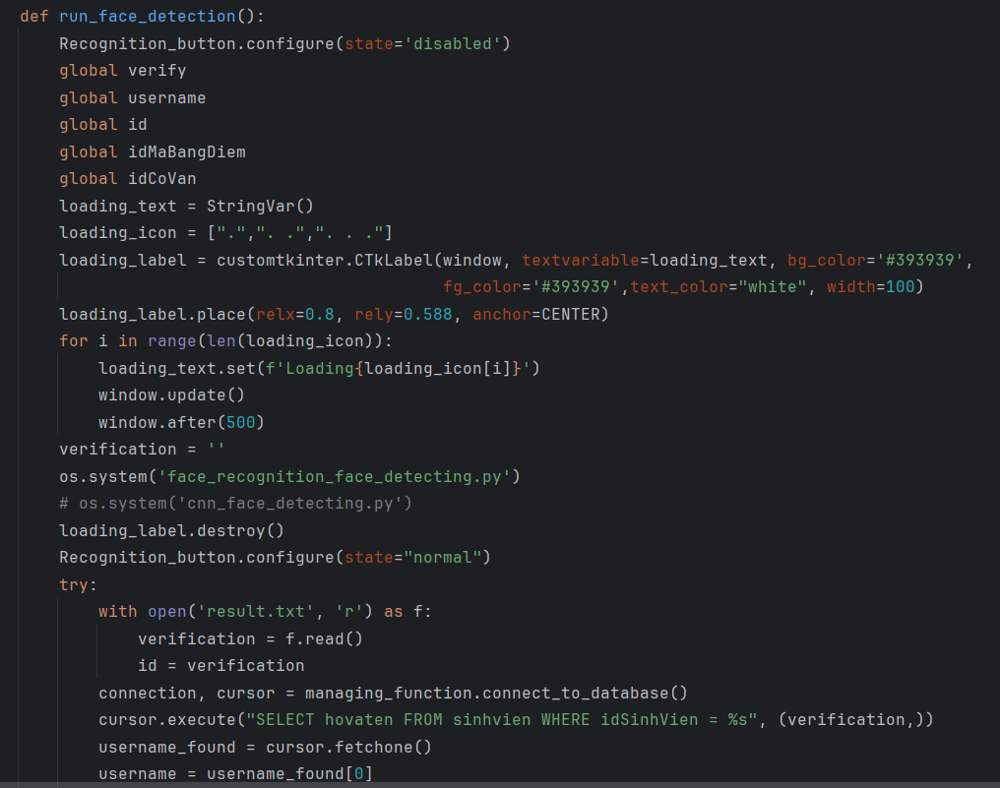 def run_face_detection():
    Recognition_button.configure(state='disabled')
    global verify
    global username
    global id
    global idMaBangDiem
    global idCoVan
    loading_text = StringVar()
    loading_icon = [".",". .",". . ."]
    loading_label = customtkinter.CTkLabel(window, textvariable=loading_text, bg_color='#393939',
                                           fg_color='#393939',text_color="white", width=100)
    loading_label.place(relx=0.8, rely=0.588, anchor=CENTER)
    for i in range(len(loading_icon)):
        loading_text.set(f'Loading{loading_icon[i]}')
        window.update()
        window.after(500)
    verification = ''
    os.system('face_recognition_face_detecting.py')
    # os.system('cnn_face_detecting.py')
    loading_label.destroy()
    Recognition_button.configure(state="normal")
    try:
        with open('result.txt', 'r') as f:
            verification = f.read()
            id = verification
        connection, cursor = managing_function.connect_to_database()
        cursor.execute("SELECT hovaten FROM sinhvien WHERE idSinhVien = %s", (verification,))
        username_found = cursor.fetchone()
        username = username_found[0]